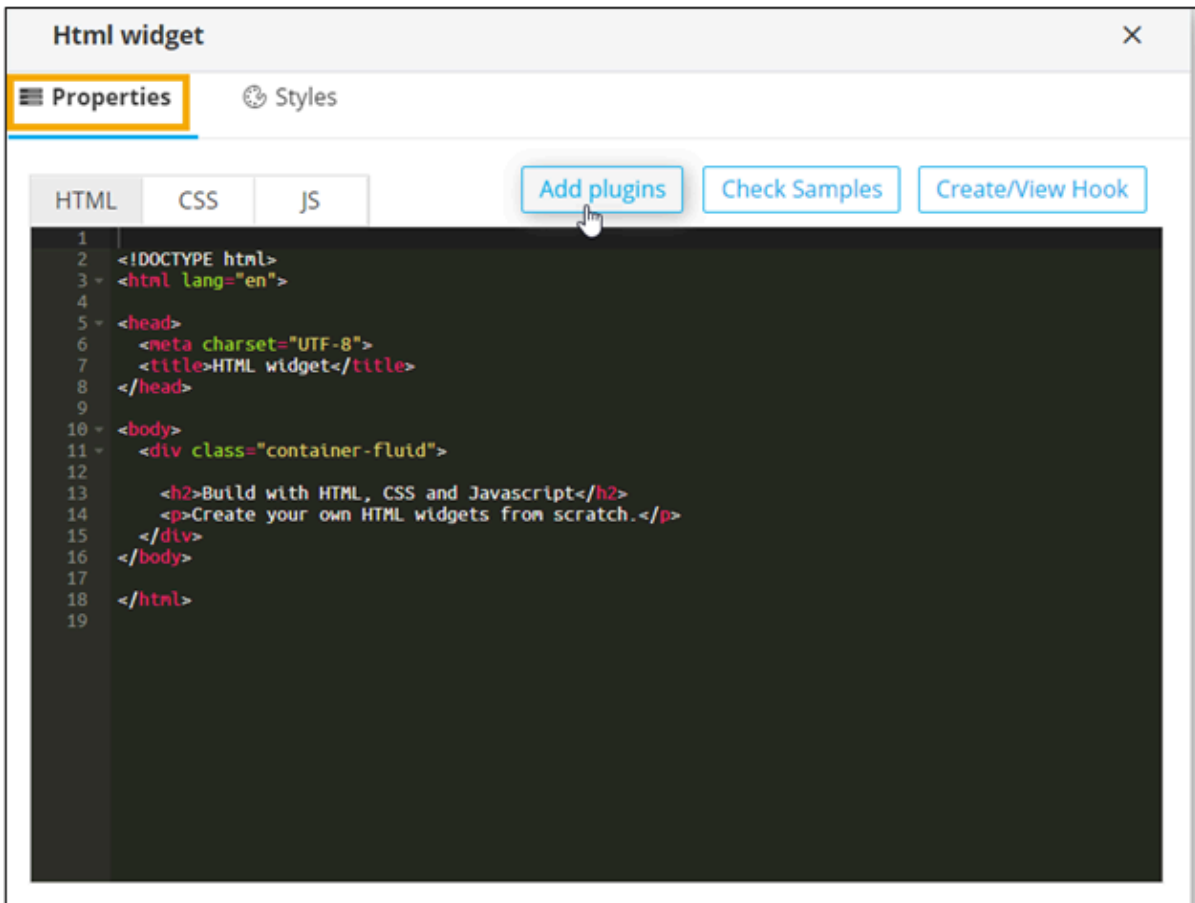 Html widget
Properties Styles
HTML CSS JS Add plugins Check Samples Create/View Hook
1
2 <!DOCTYPE html>
3 <html lang="en">
4
5 <head>
6 <meta charset="UTF-8">
7 <title>HTML widget</title>
8 </head>
9
10 <body>
11 <div class="container-fluid">
12
13 <h2>Build with HTML, CSS and Javascript</h2>
14 <p>Create your own HTML widgets from scratch.</p>
15 </div>
16 </body>
17
18 </html>
19